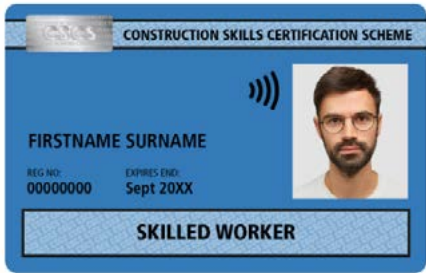 CSCS
CONSTRUCTION SKILLS CERTIFICATION SCHEME
FIRSTNAME SURNAME
REG NO: EXPIRES END:
00000000 Sept 20XX
SKILLED WORKER